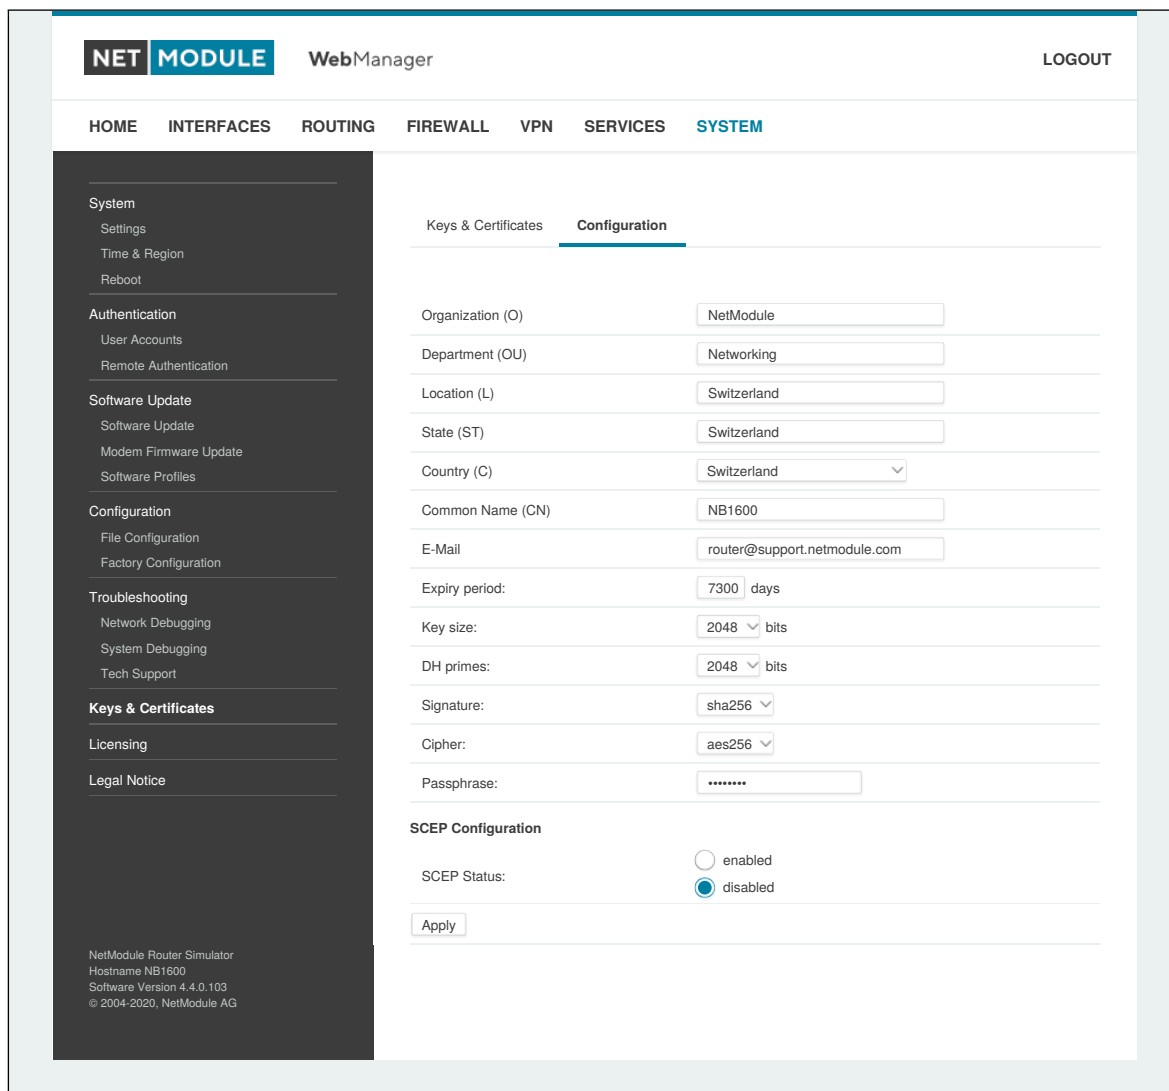 NET MODULE WebManager LOGOUT
HOME INTERFACES ROUTING FIREWALL VPN SERVICES SYSTEM
System
Settings
Time & Region
Reboot
Authentication
User Accounts
Remote Authentication
Software Update
Software Update
Modem Firmware Update
Software Profiles
Configuration
File Configuration
Factory Configuration
Troubleshooting
Network Debugging
System Debugging
Tech Support
Keys & Certificates
Licensing
Legal Notice
NetModule Router Simulator
Hostname NB1600
Software Version 4.4.0.103
© 2004-2020, NetModule AG
Keys & Certificates Configuration
Organization (O) NetModule
Department (OU) Networking
Location (L) Switzerland
State (ST) Switzerland
Country (C) Switzerland
Common Name (CN) NB1600
E-Mail router@support.netmodule.com
Expiry period: 7300 days
Key size: 2048 bits
DH primes: 2048 bits
Signature: sha256
Cipher: aes256
Passphrase: ••••••••
SCEP Configuration
enabled
SCEP Status:
disabled
Apply